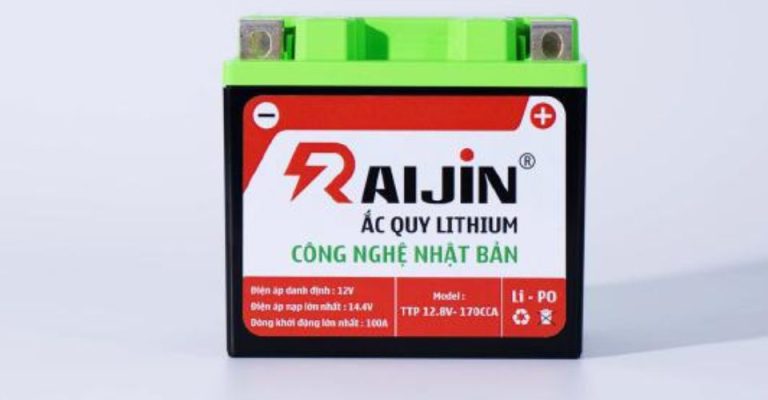 RAIJIN®
ẮC QUY LITHIUM
CÔNG NGHỆ NHẬT BẢN
Điện áp danh định : 12V
Điện áp nạp lớn nhất : 14.4V
Dòng khởi động lớn nhất : 100A
Model :
TTP 12.8V- 170CCA
Li - PO